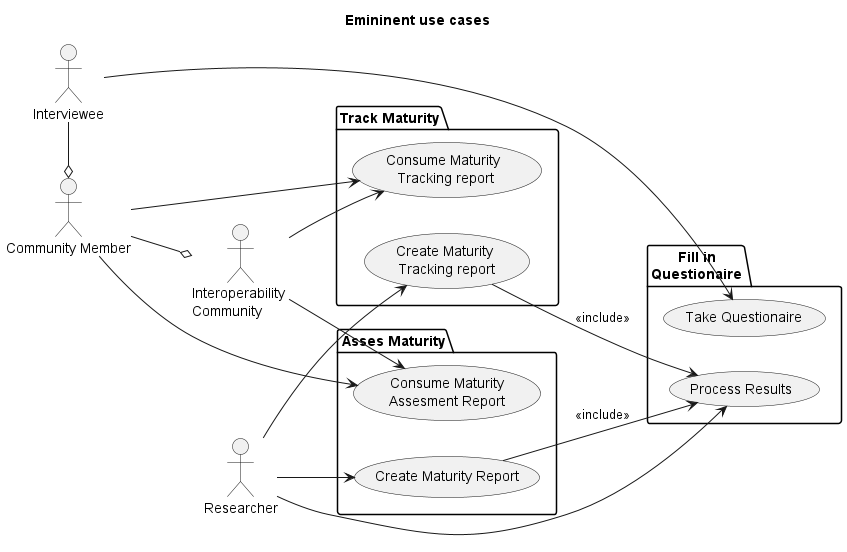 Emininent use cases
Interviewee
Track Maturity
Consume Maturity
Tracking report
Community Member
Create Maturity
Tracking report
Interoperability
Community
Fill in
Questionaire
Take Questionaire
«include»
Asses Maturity
Consume Maturity
Assesment Report
Process Results
«include»
Create Maturity Report
Researcher